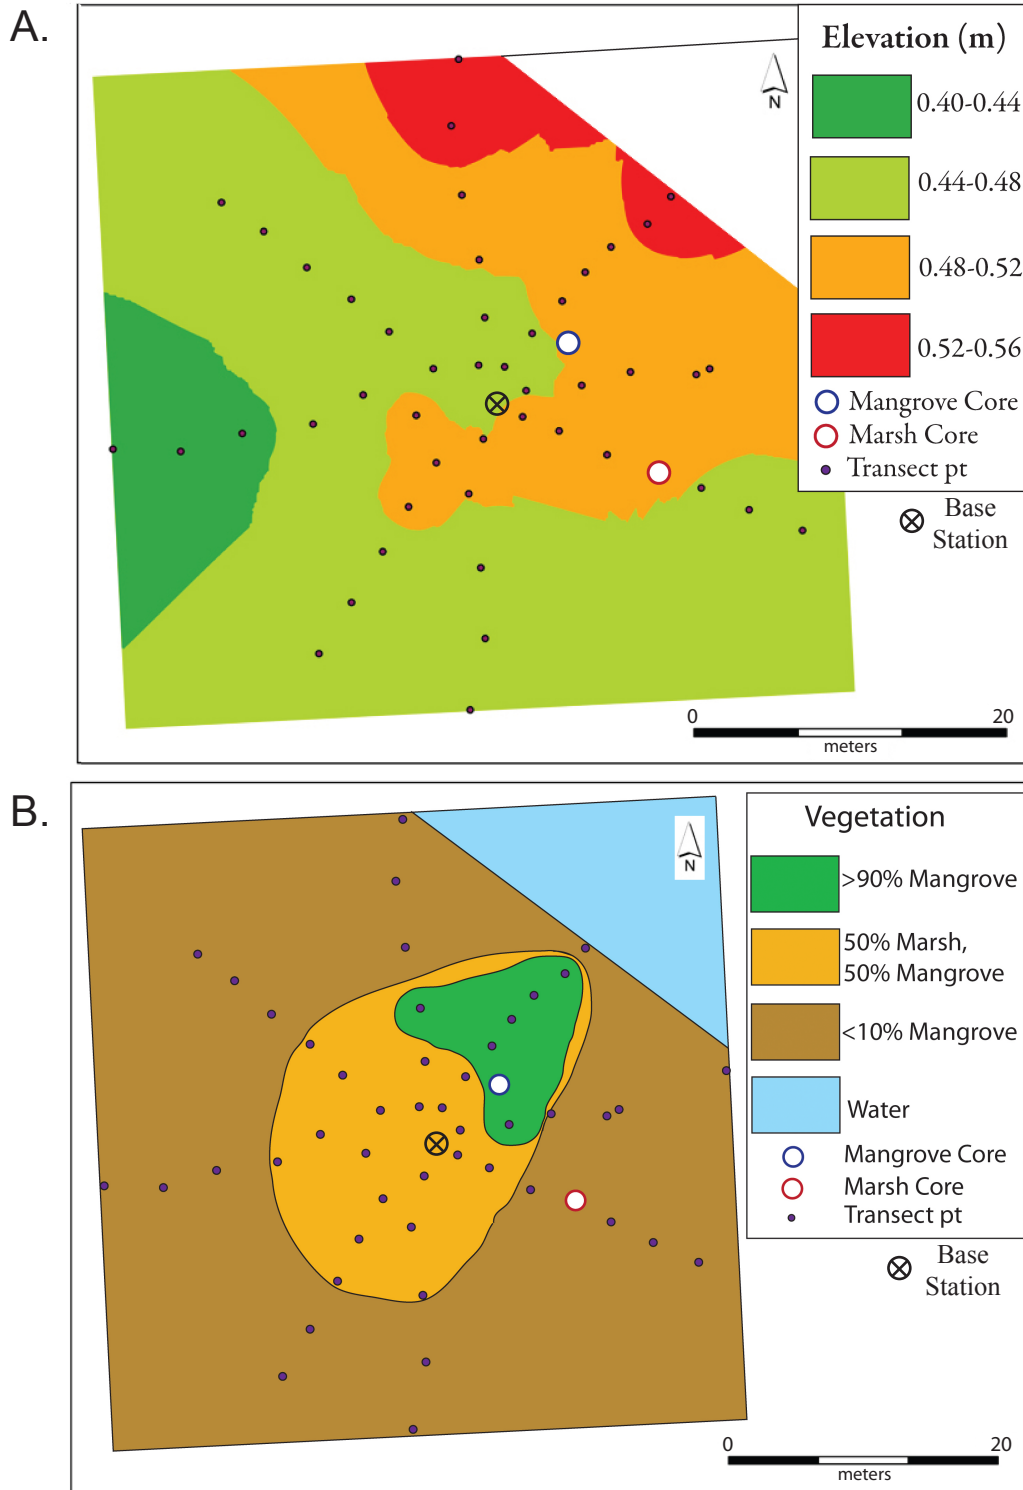 A.
N
Elevation (m)
0.40-0.44
0.44-0.48
0.48-0.52
0.52-0.56
Mangrove Core
Marsh Core
Transect pt
Base
Station
0 20
meters
B.
N
Vegetation
>90% Mangrove
50% Marsh,
50% Mangrove
<10% Mangrove
Water
Mangrove Core
Marsh Core
Transect pt
Base
Station
0 20
meters